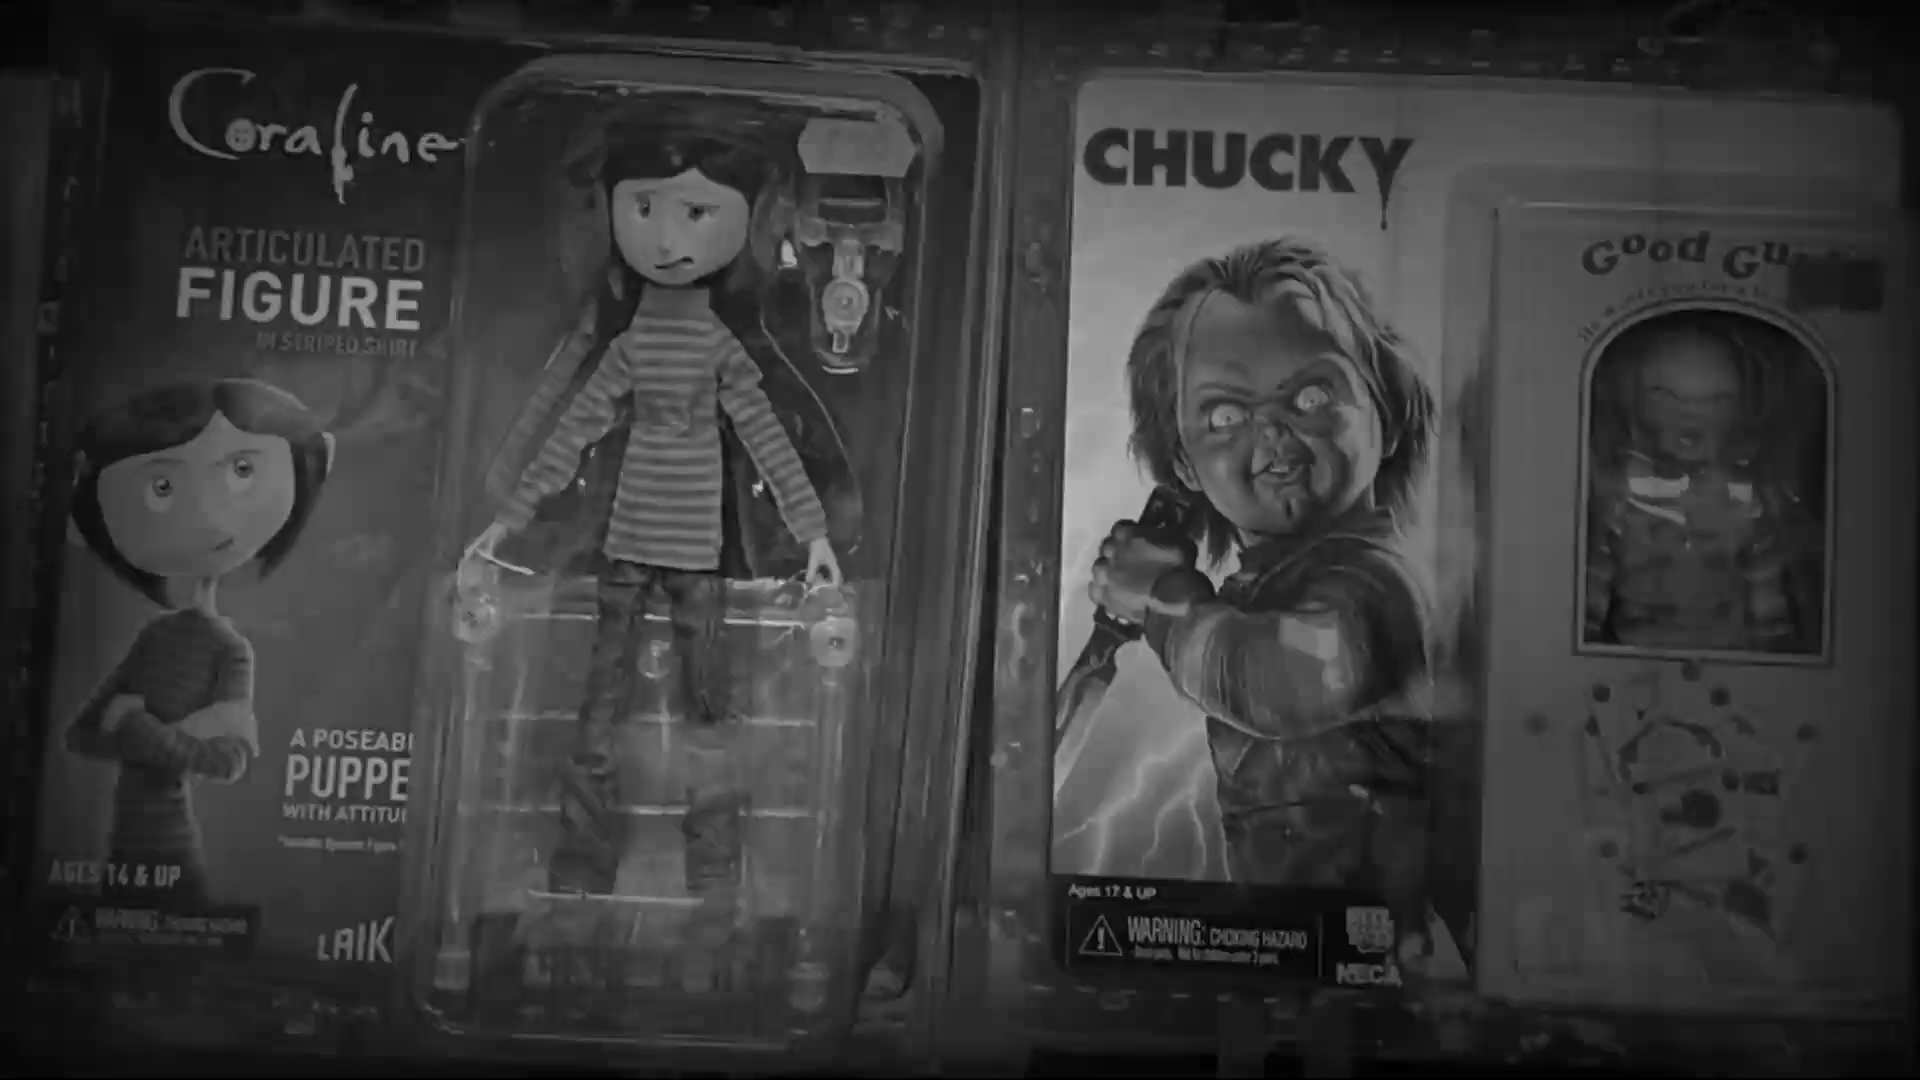 Coraline
ARTICULATED
FIGURE
IN STRIPED SHIRT
A POSEABL
PUPPE
WITH ATTITU
AGES 14 & UP
WARNING:
LAIK
CHUCKY
Good Gu
Ages 17 & UP
WARNING: CHOKING HAZARD
NECA